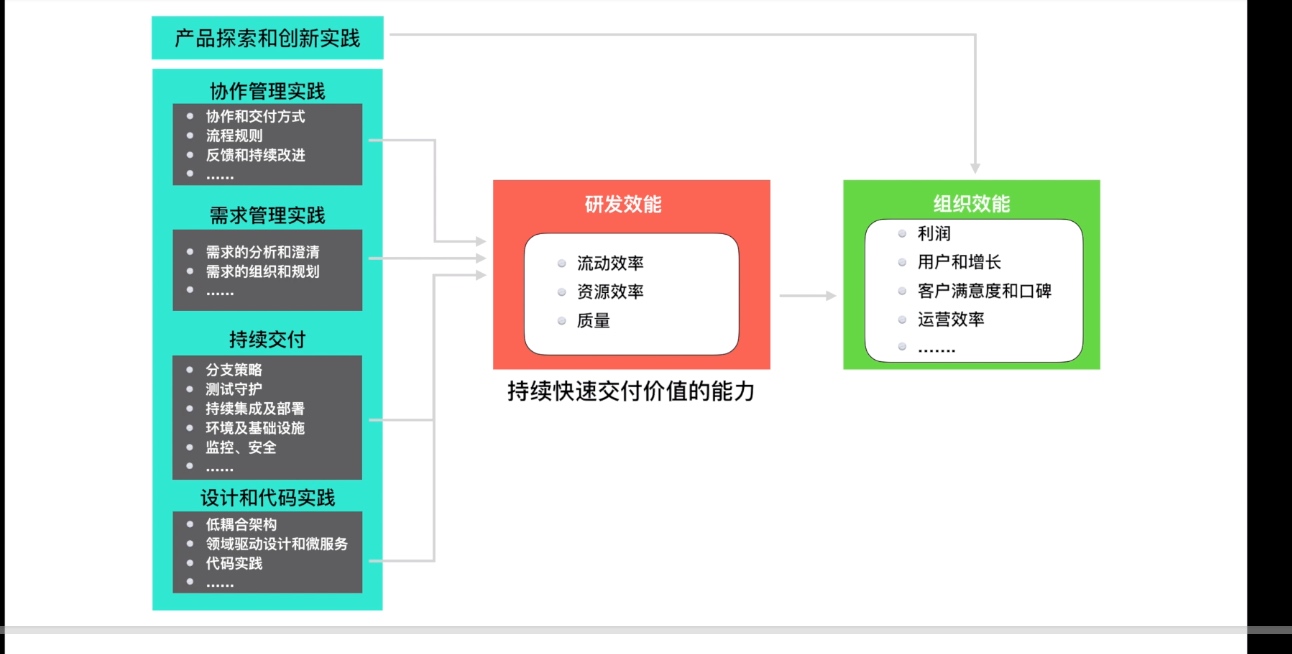 产品探索和创新实践
协作管理实践
协作和交付方式
流程规则
反馈和持续改进
......
需求管理实践
需求的分析和澄清
需求的组织和规划
......
持续交付
分支策略
测试守护
持续集成及部署
环境及基础设施
监控、安全
......
设计和代码实践
低耦合架构
领域驱动设计和微服务
代码实践
......
研发效能
流动效率
资源效率
质量
持续快速交付价值的能力
组织效能
利润
用户和增长
客户满意度和口碑
运营效率
.......